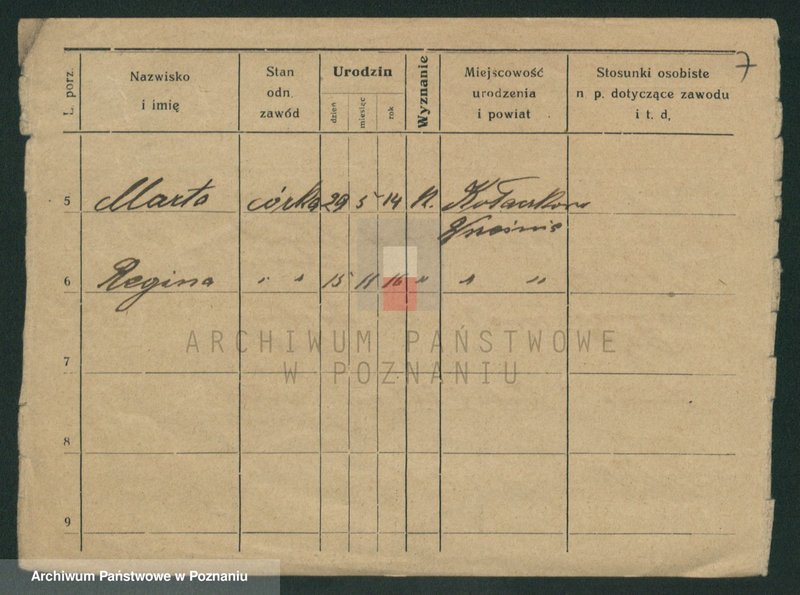 7
L. porz. Nazwisko i imię Stan odn. zawód Urodzin dzień miesiąc rok Wyznanie Miejscowość urodzenia i powiat Stosunki osobiste n p. dotyczące zawodu i t. d,
5 Marta córka 29 5 14 K.
6 Regina " " 15 11 16 " " "
ARCHIWUM PAŃSTWOWE
W POZNANIU
7
8
9
Archiwum Państwowe w Poznaniu